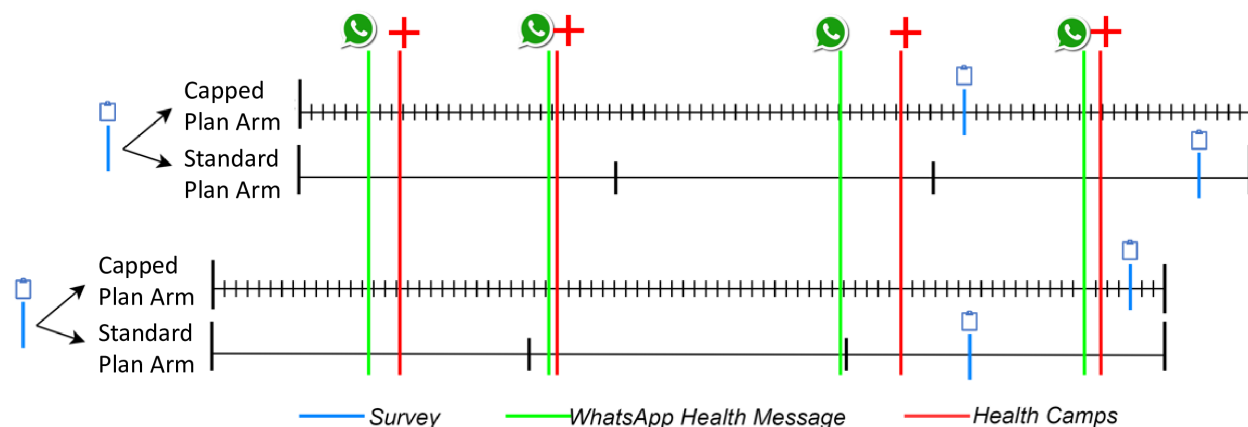 Capped
Plan Arm
Standard
Plan Arm
Capped
Plan Arm
Standard
Plan Arm
Survey
WhatsApp Health Message
Health Camps